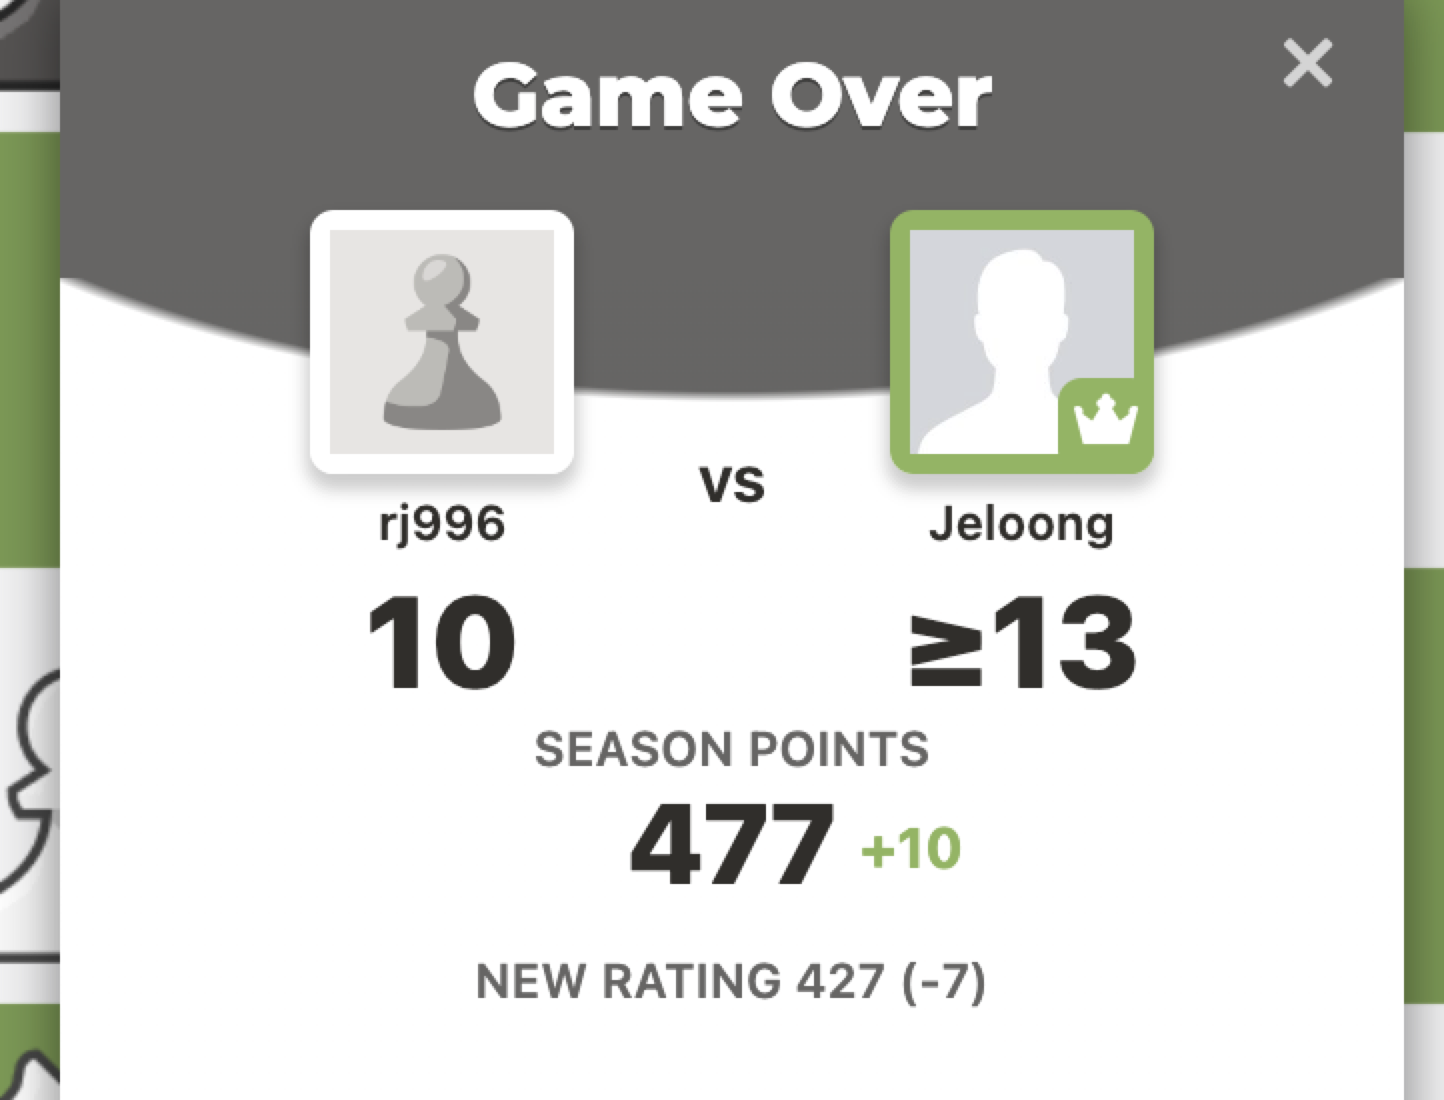 Game Over
vs
rj996
Jeloong
10
≥13
SEASON POINTS
477 +10
NEW RATING 427 (-7)